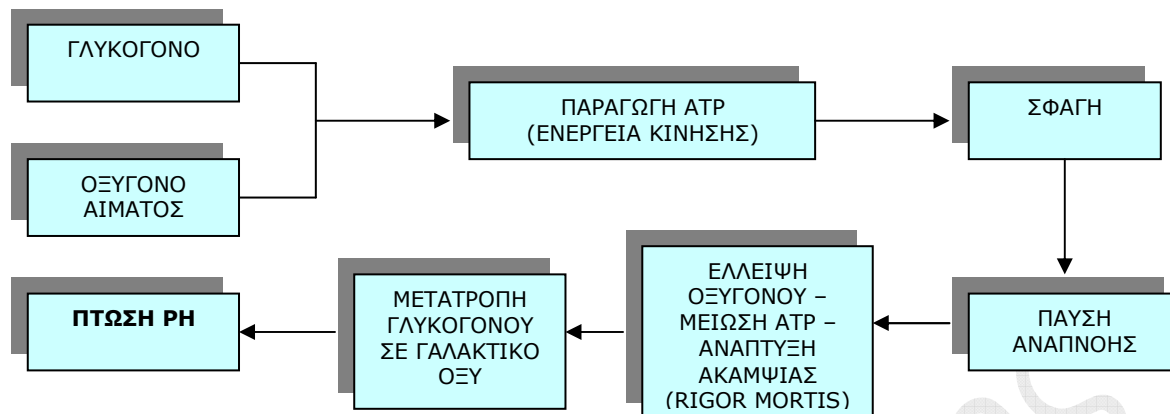 ΓΛΥΚΟΓΟΝΟ
ΟΞΥΓΟΝΟ
ΑΙΜΑΤΟΣ
ΠΑΡΑΓΩΓΗ ΑΤΡ
(ΕΝΕΡΓΕΙΑ ΚΙΝΗΣΗΣ)
ΣΦΑΓΗ
ΠΑΥΣΗ
ΑΝΑΠΝΟΗΣ
ΕΛΛΕΙΨΗ
ΟΞΥΓΟΝΟΥ –
ΜΕΙΩΣΗ ΑΤΡ –
ΑΝΑΠΤΥΞΗ
ΑΚΑΜΨΙΑΣ
(RIGOR MORTIS)
ΜΕΤΑΤΡΟΠΗ
ΓΛΥΚΟΓΟΝΟΥ
ΣΕ ΓΑΛΑΚΤΙΚΟ
ΟΞΥ
ΠΤΩΣΗ ΡΗ